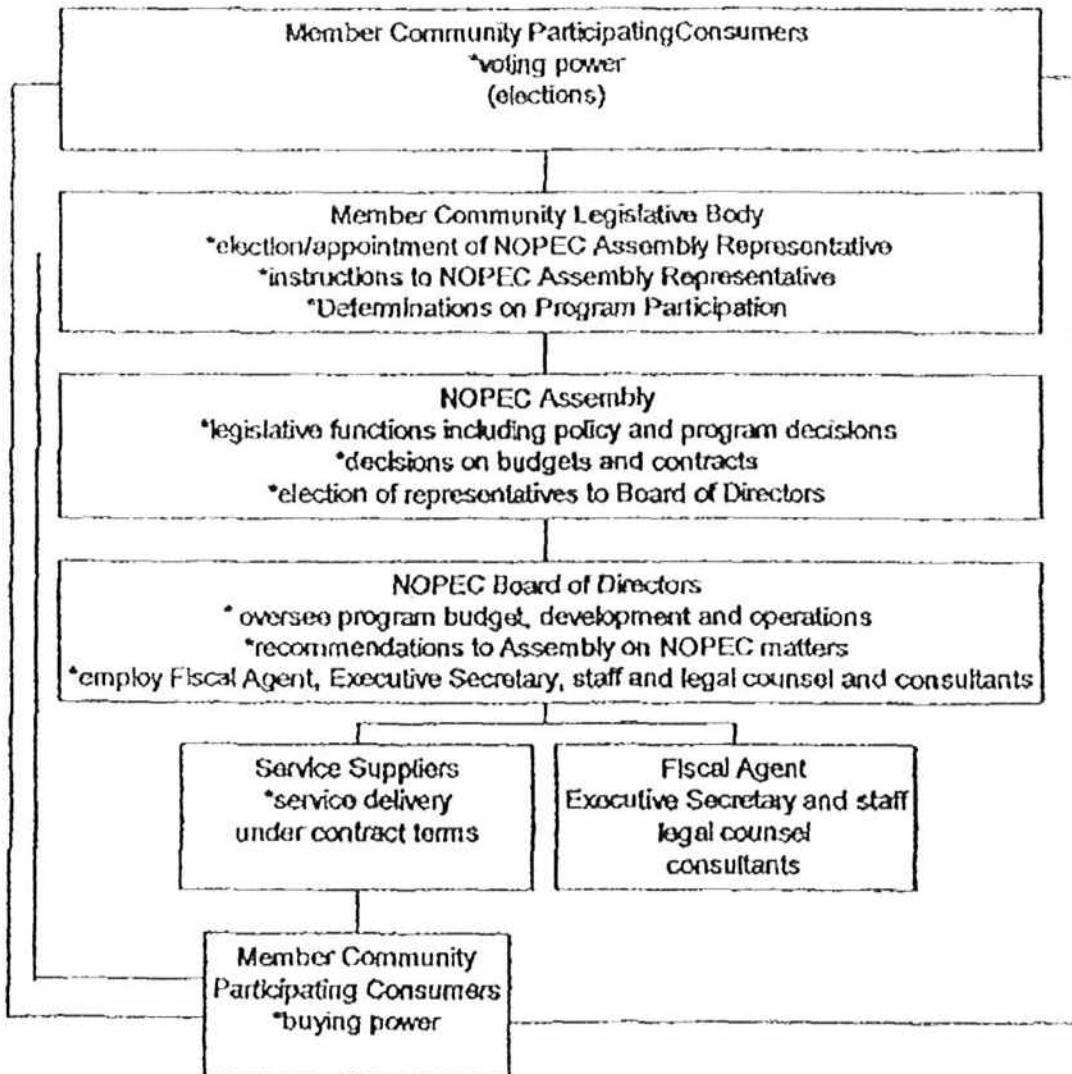 Member Community ParticipatingConsumers
*voting power
(elections)
Member Community Legislative Body
*election/appointment of NOPEC Assembly Representative
*instructions to NOPEC Assembly Representative
*Determinations on Program Participation
NOPEC Assembly
*legislative functions including policy and program decisions
*decisions on budgets and contracts
*election of representatives to Board of Directors
NOPEC Board of Directors
* oversee program budget, development and operations
*recommendations to Assembly on NOPEC matters
*employ Fiscal Agent, Executive Secretary, staff and legal counsel and consultants
Service Suppliers
*service delivery
under contract terms
Fiscal Agent
Executive Secretary and staff
legal counsel
consultants
Member Community
Participating Consumers
*buying power